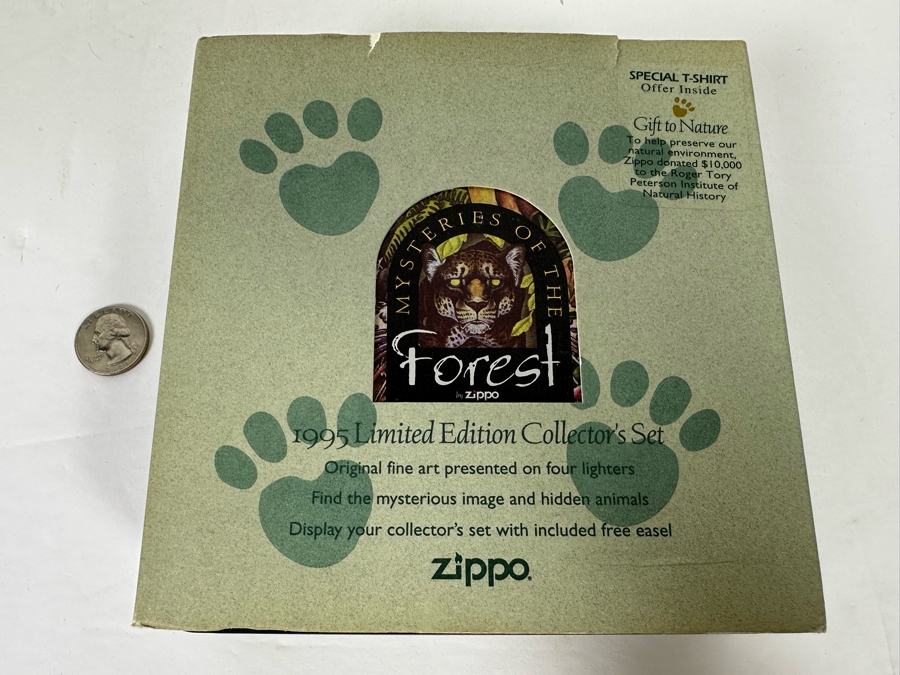 SPECIAL T-SHIRT
Offer Inside
Gift to Nature
To help preserve our
natural environment,
Zippo donated $10,000
to the Roger Tory
Peterson Institute of
Natural History
MYSTERIES OF THE
Forest
by zippo
1995 Limited Edition Collector's Set
Original fine art presented on four lighters
Find the mysterious image and hidden animals
Display your collector's set with included free easel
zippo®